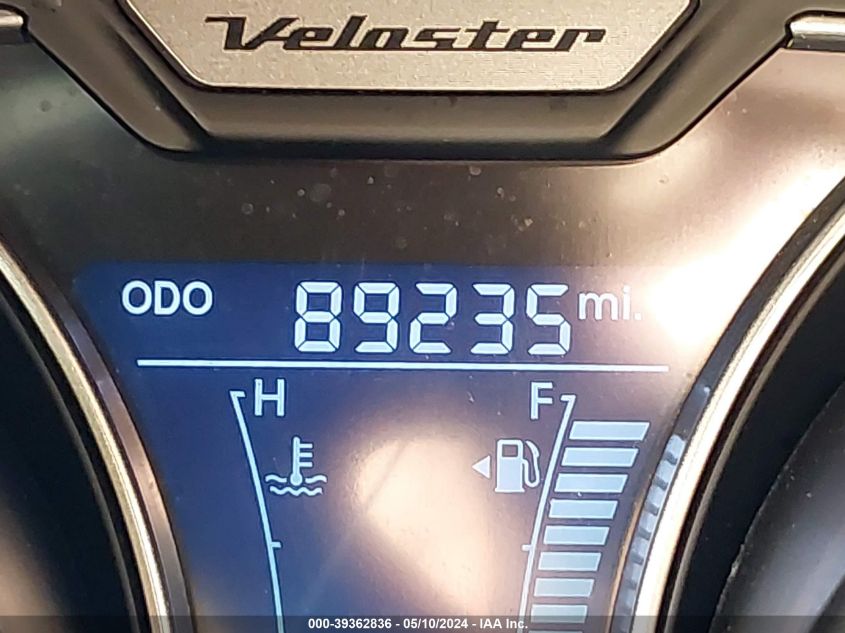 Veloster
ODO 89235 mi.
H F
000-39362836 - 05/10/2024 - IAA Inc.